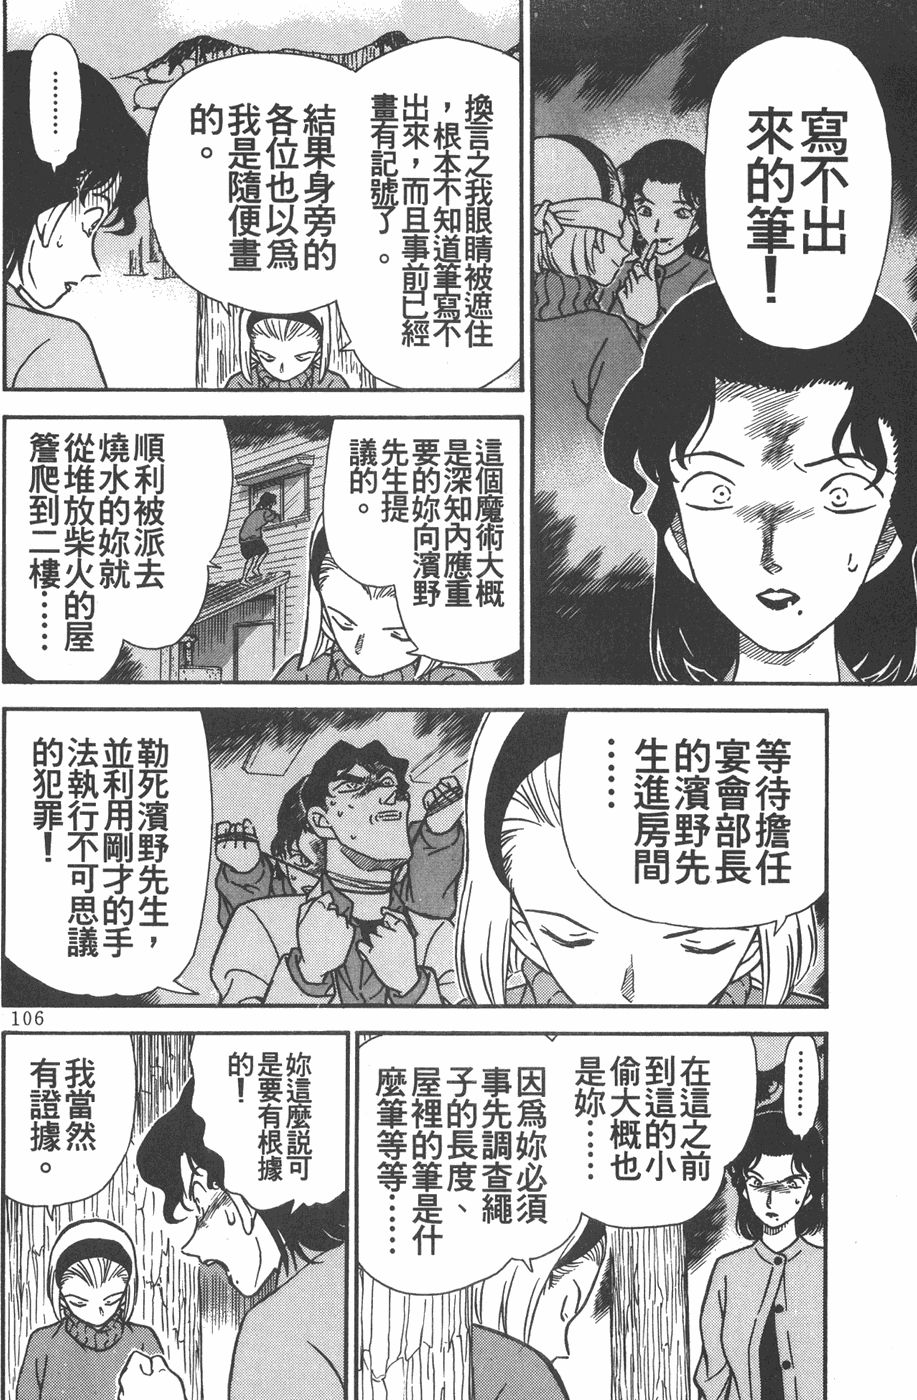 寫不出
來的筆！
換言之我眼睛被遮住
，根本不知道筆寫不
出來，而且事前已經
畫有記號了。
結果身旁的
各位也以為
我是隨便畫
的。
………
這個魔術大概
是深知內應重
要的妳向濱野
先生提
議的。
順利被派去
燒水的妳就
從堆放柴火的屋
簷爬到二樓……
等待擔任
宴會部長
的濱野先
生進房間
……
勒死濱野先生，
並利用剛才的手
法執行不可思議
的犯罪！
106
………
在這之前
到這的小
偷大概也
是妳……
因為妳必須
事先調查繩
子的長度、
屋裡的筆是什
麼筆等等……
妳這麼説可
是要有根據
的！
我當然
有證據。